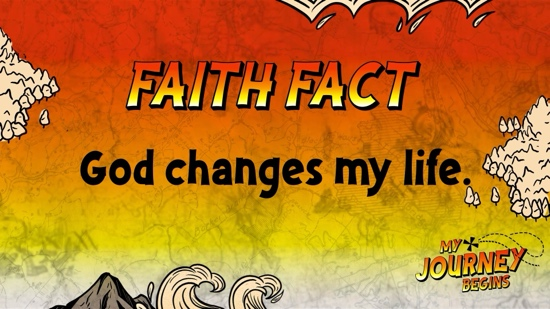 FAITH FACT
God changes my life.
MY
JOURNEY
BEGINS